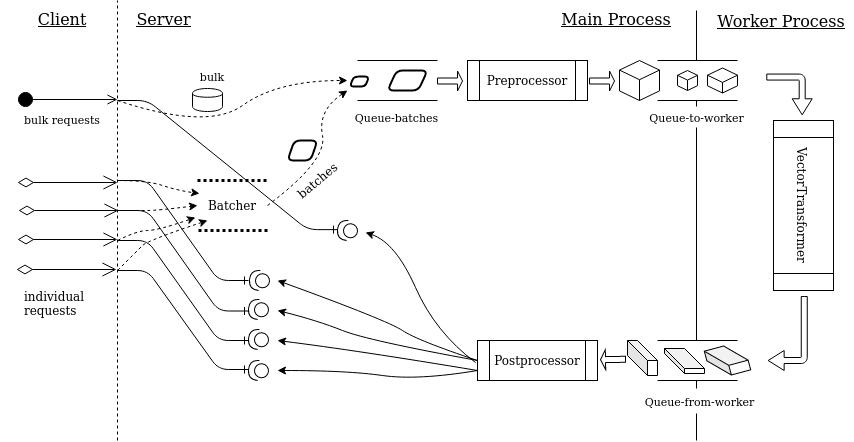 Client
Server
Main Process
Worker Process
bulk
Preprocessor
bulk requests
Queue-batches
Queue-to-worker
batches
VectorTransformer
Batcher
individual
requests
Postprocessor
Queue-from-worker